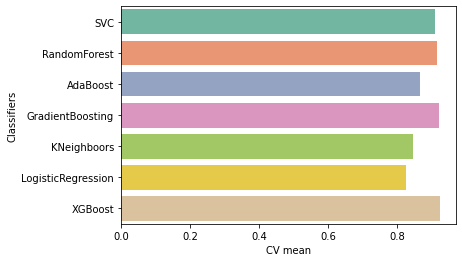 Classifiers
SVC
RandomForest
AdaBoost
GradientBoosting
KNeighboors
LogisticRegression
XGBoost
0.0 0.2 0.4 0.6 0.8
CV mean